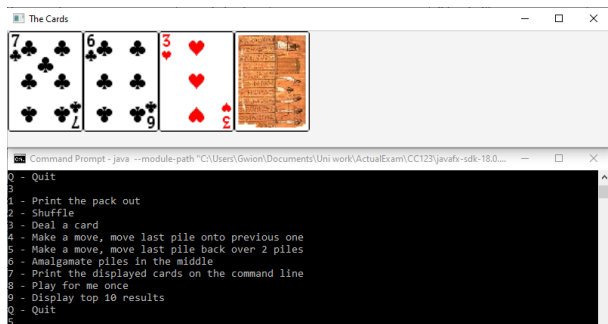 The Cards
7 6 3
7 6 3
Command Prompt - java --module-path "C:\Users\Gwion\Documents\Uni work\ActualExam\CC123\javafx-sdk-18.0....
Q - Quit
3
1 - Print the pack out
2 - Shuffle
3 - Deal a card
4 - Make a move, move last pile onto previous one
5 - Make a move, move last pile back over 2 piles
6 - Amalgamate piles in the middle
7 - Print the displayed cards on the command line
8 - Play for me once
9 - Display top 10 results
Q - Quit
5